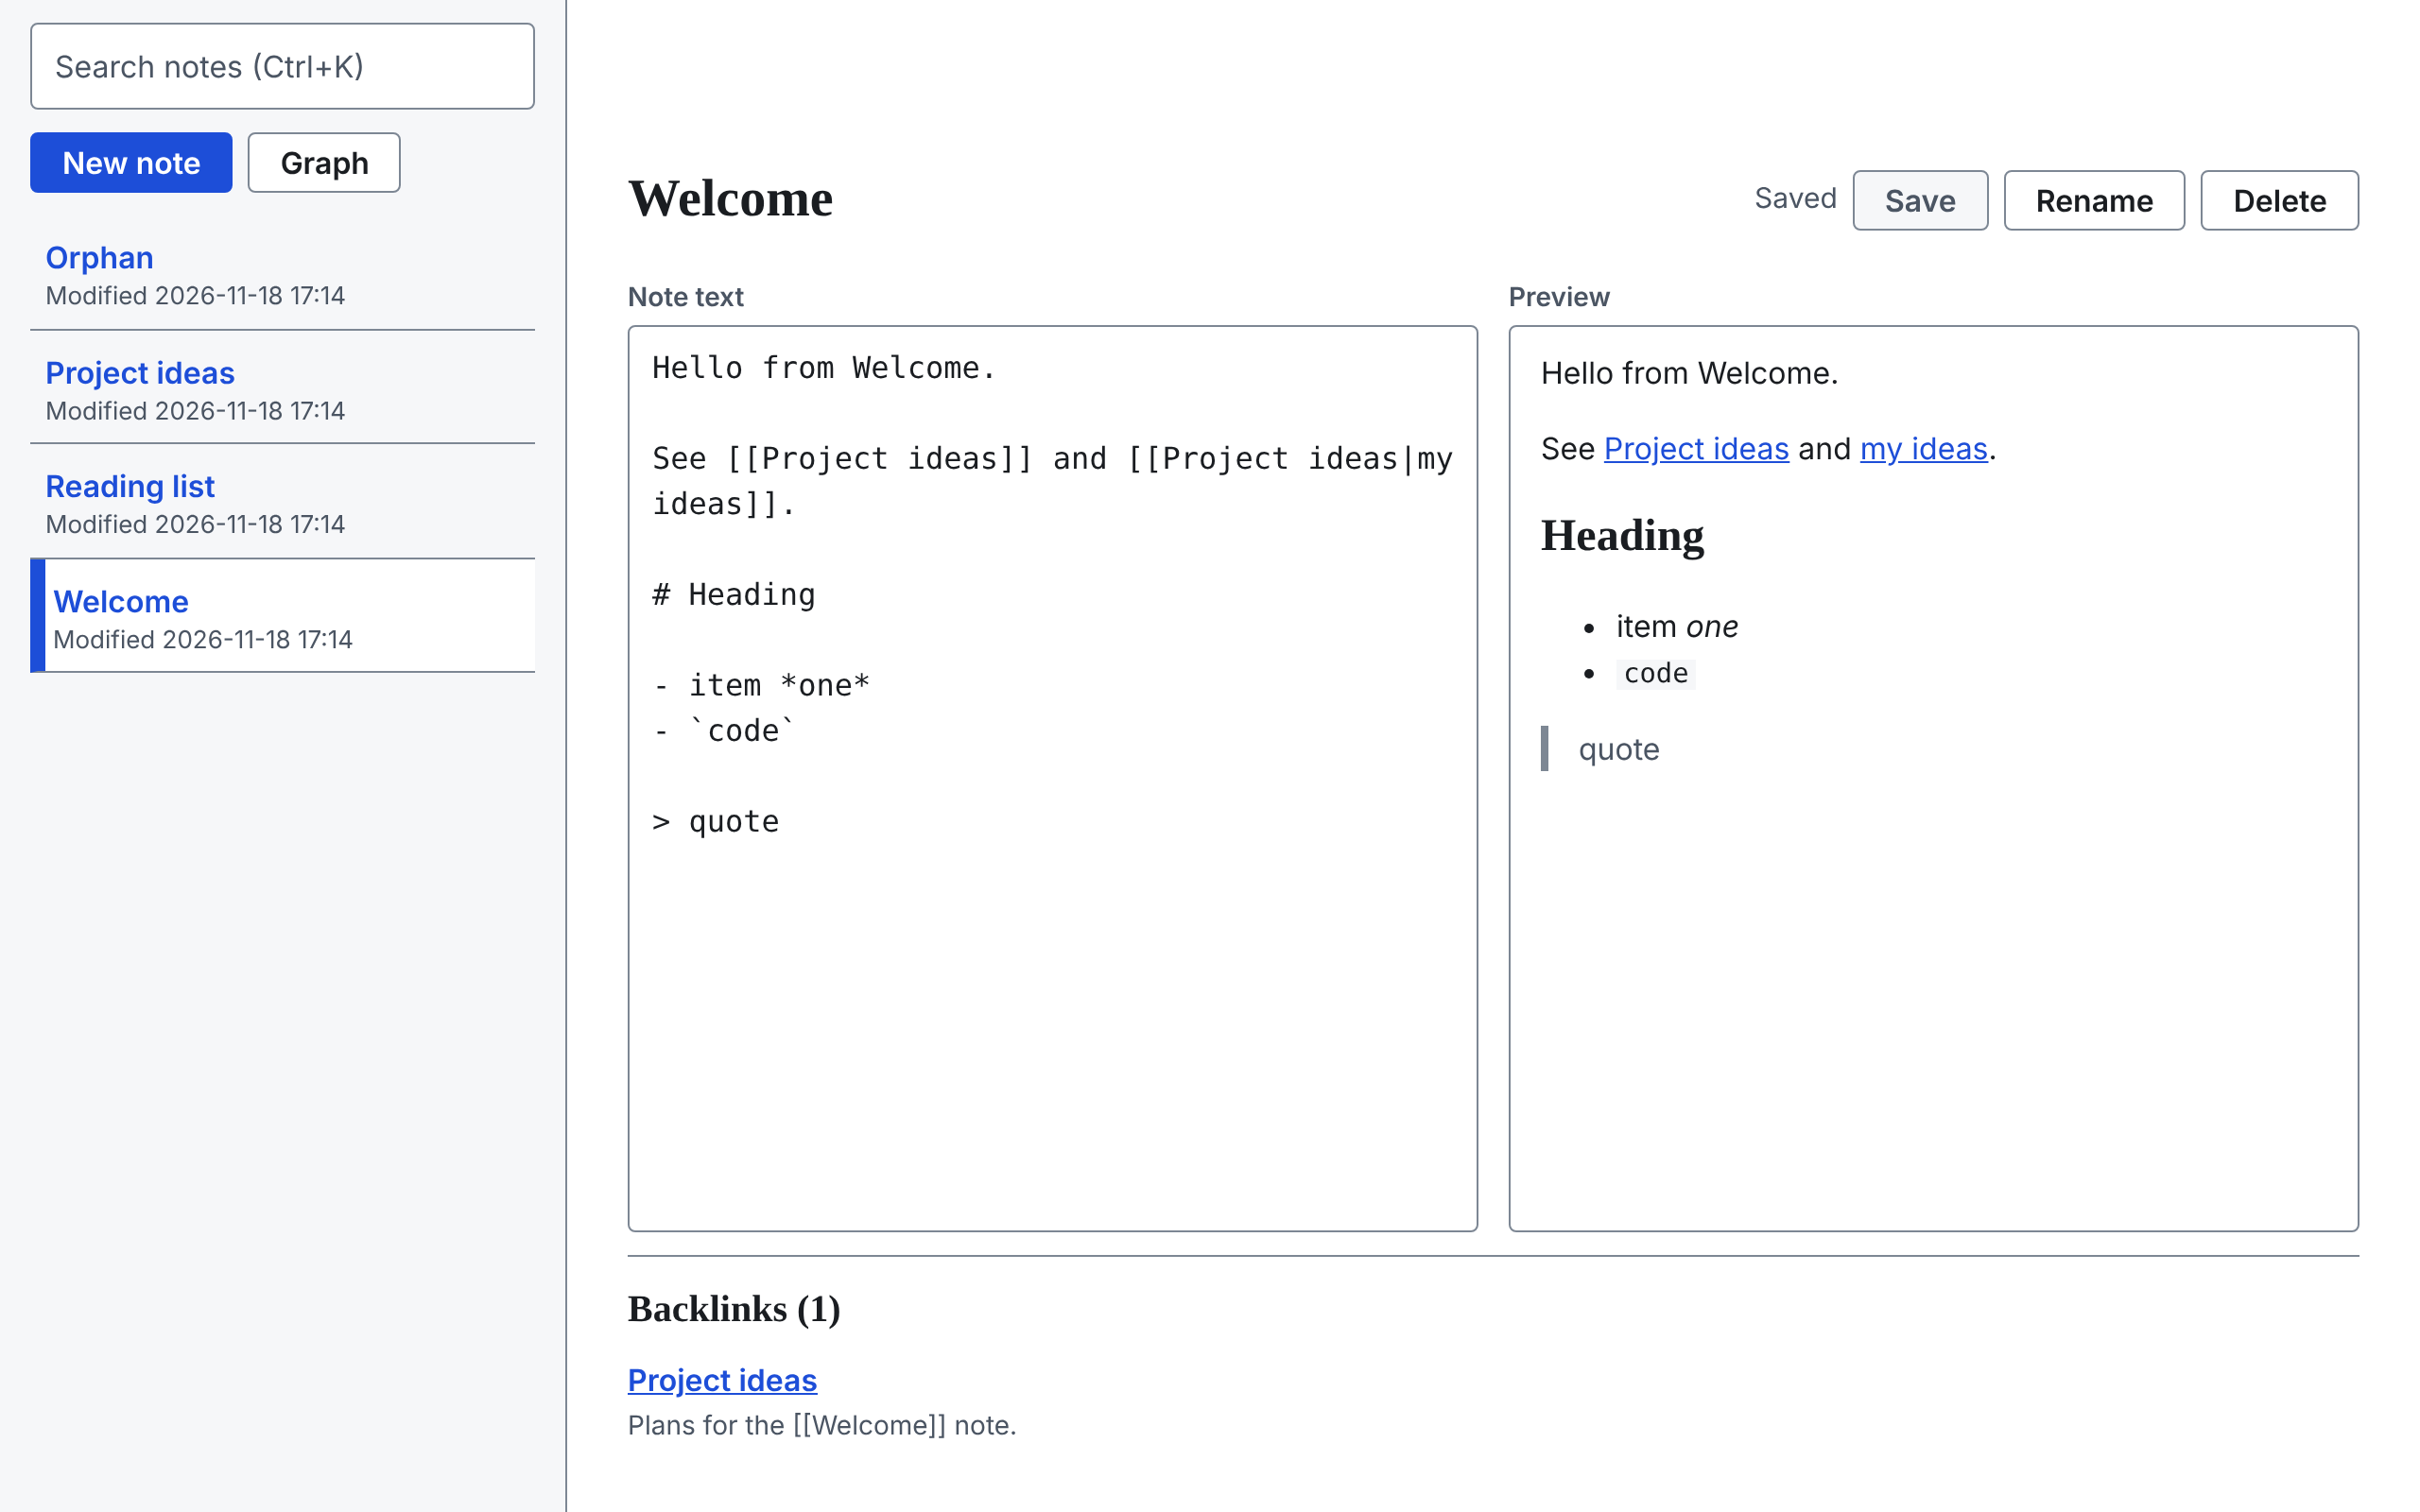 Search notes (Ctrl+K)
New note
Graph
Orphan
Modified 2026-11-18 17:14
Project ideas
Modified 2026-11-18 17:14
Reading list
Modified 2026-11-18 17:14
Welcome
Modified 2026-11-18 17:14
Welcome
Saved
Save
Rename
Delete
Note text
Hello from Welcome.
See [[Project ideas]] and [[Project ideas|my
ideas]].
# Heading
- item *one*
- `code`
> quote
Preview
Hello from Welcome.
See Project ideas and my ideas.
Heading
• item one
• code
quote
Backlinks (1)
Project ideas
Plans for the [[Welcome]] note.